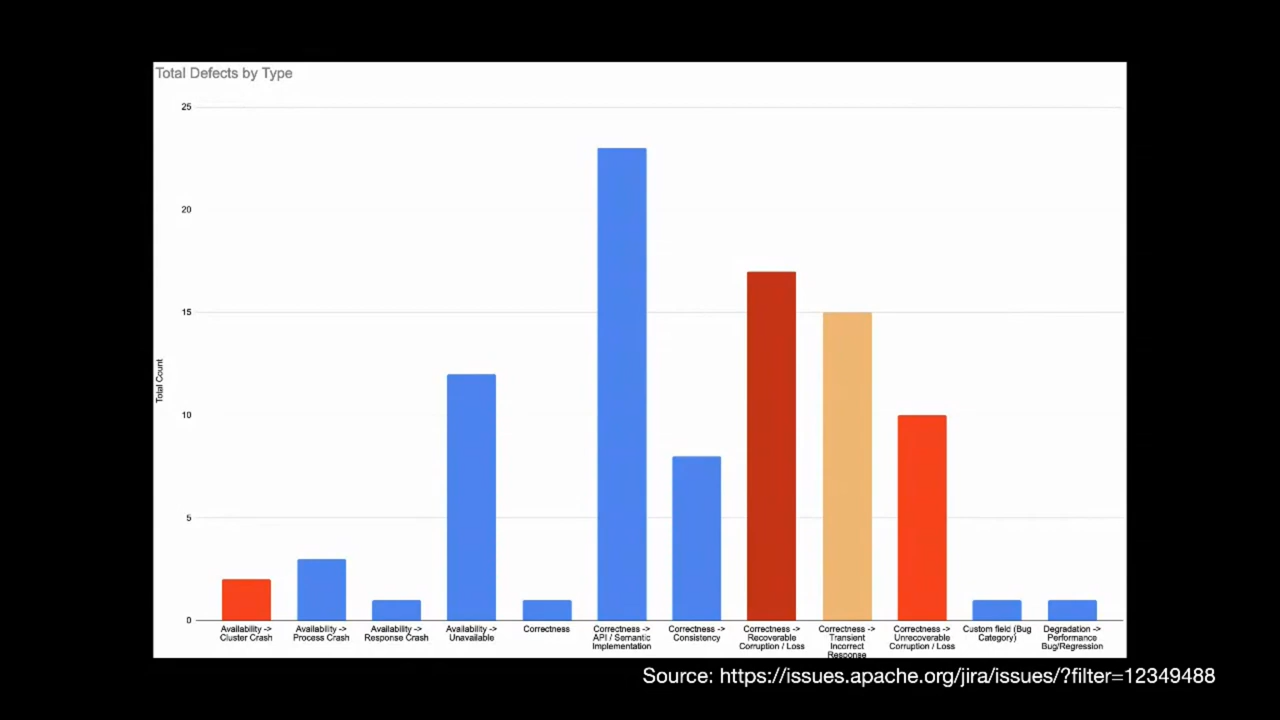 Total Defects by Type
25
20
15
10
5
0
Total Count
Availability ->
Cluster Crash
Availability ->
Process Crash
Availability ->
Response Crash
Availability ->
Unavailable
Correctness
Correctness ->
API / Semantic
Implementation
Correctness ->
Consistency
Correctness ->
Recoverable
Corruption / Loss
Correctness ->
Transient
Incorrect
Response
Correctness ->
Unrecoverable
Corruption / Loss
Custom field (Bug
Category)
Degradation ->
Performance
Bug/Regression
Source: https://issues.apache.org/jira/issues/?filter=12349488